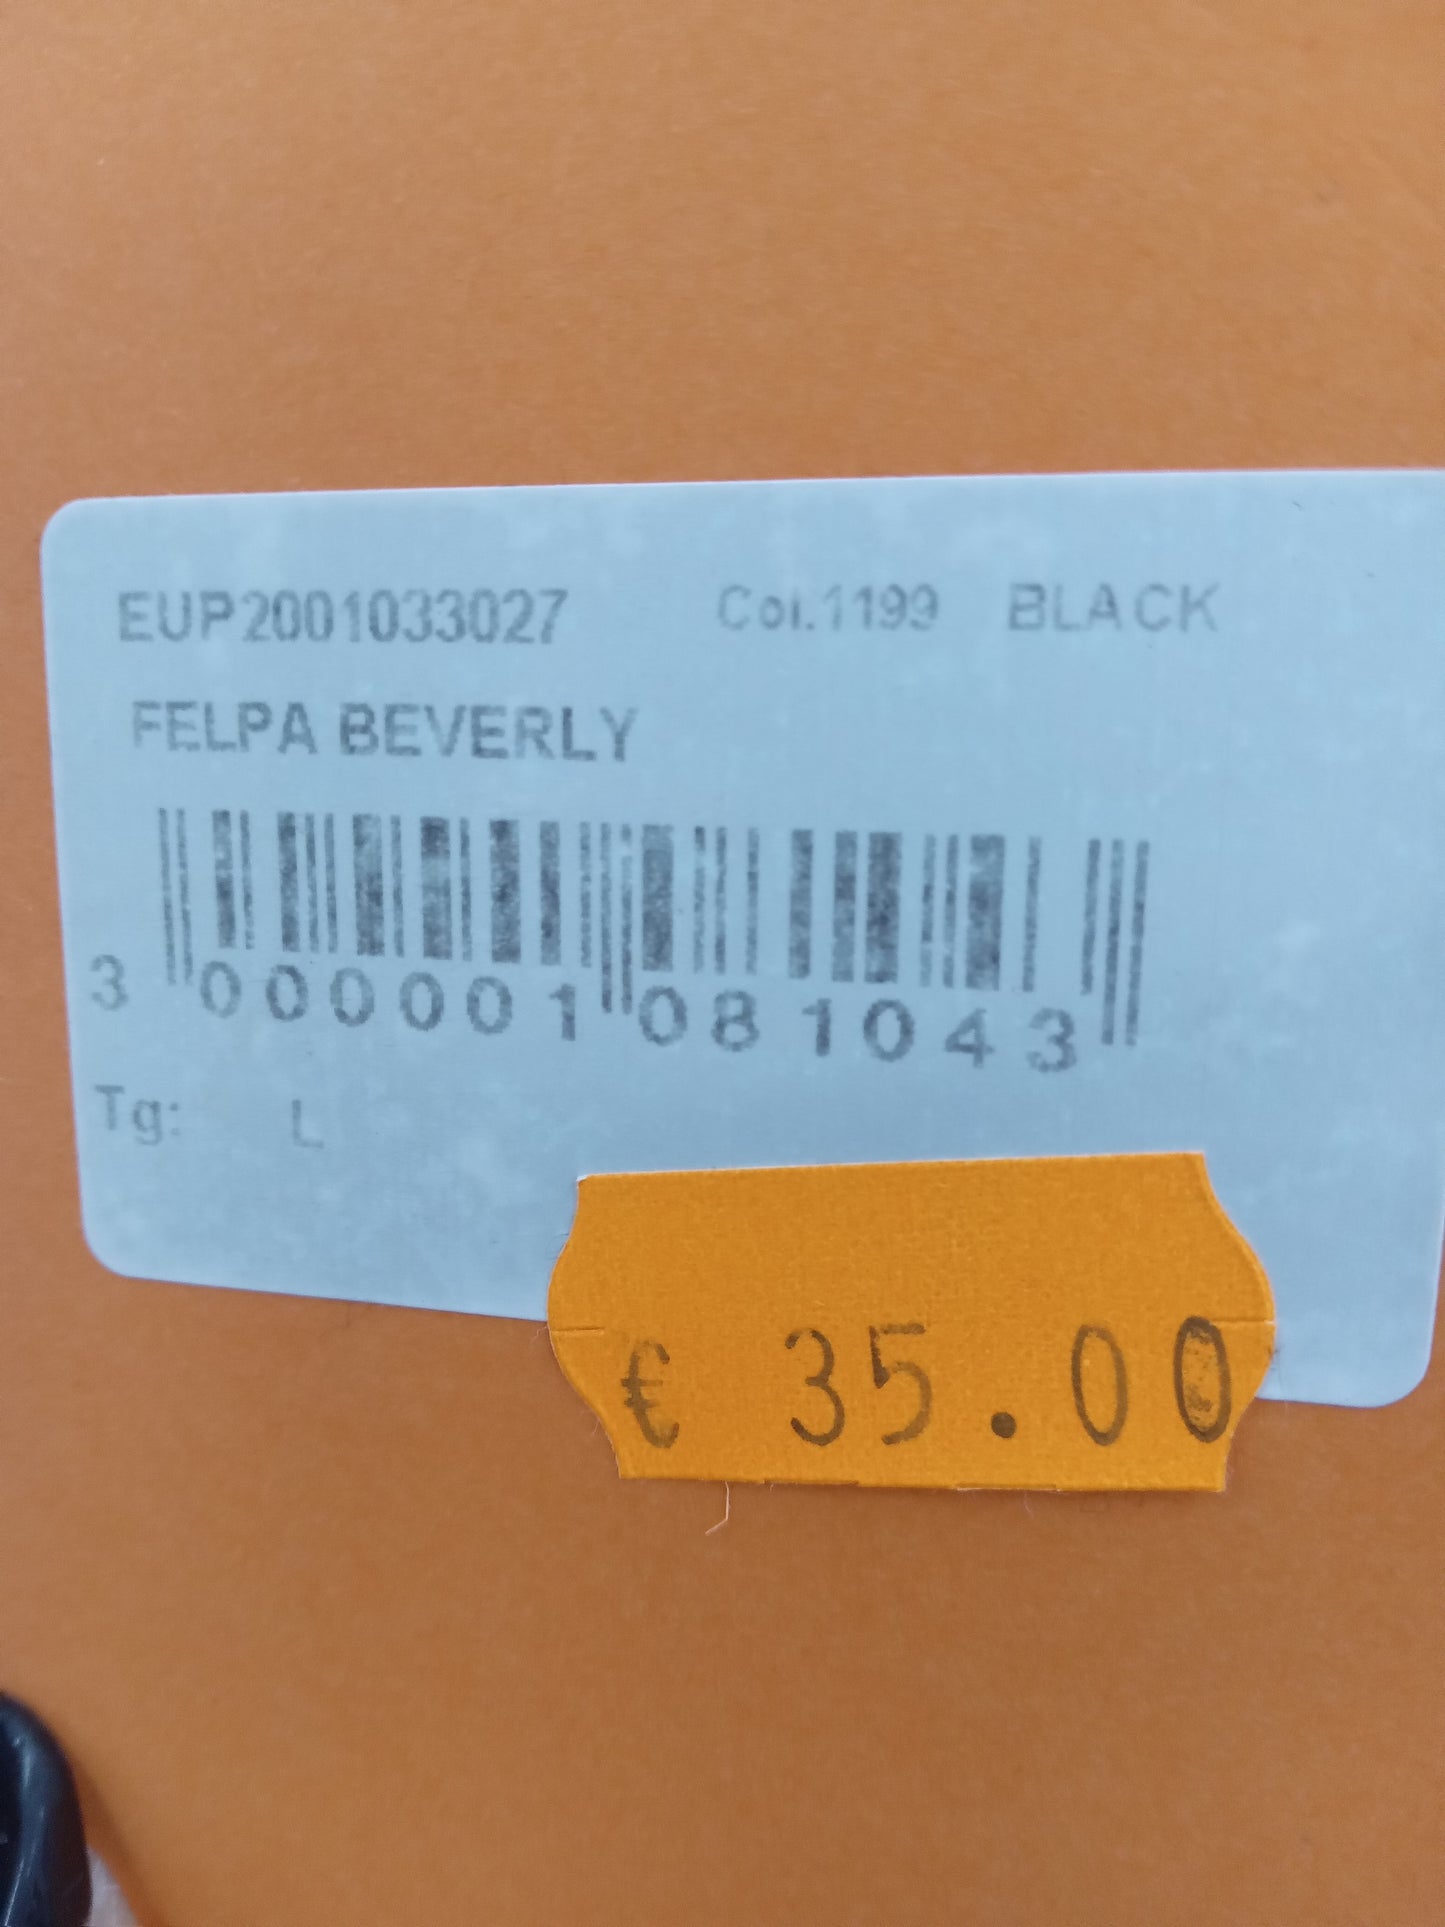 EUP2001033027 Col.1199 BLACK
FELPA BEVERLY
3 000001 081043
Tg: L
€ 35.00